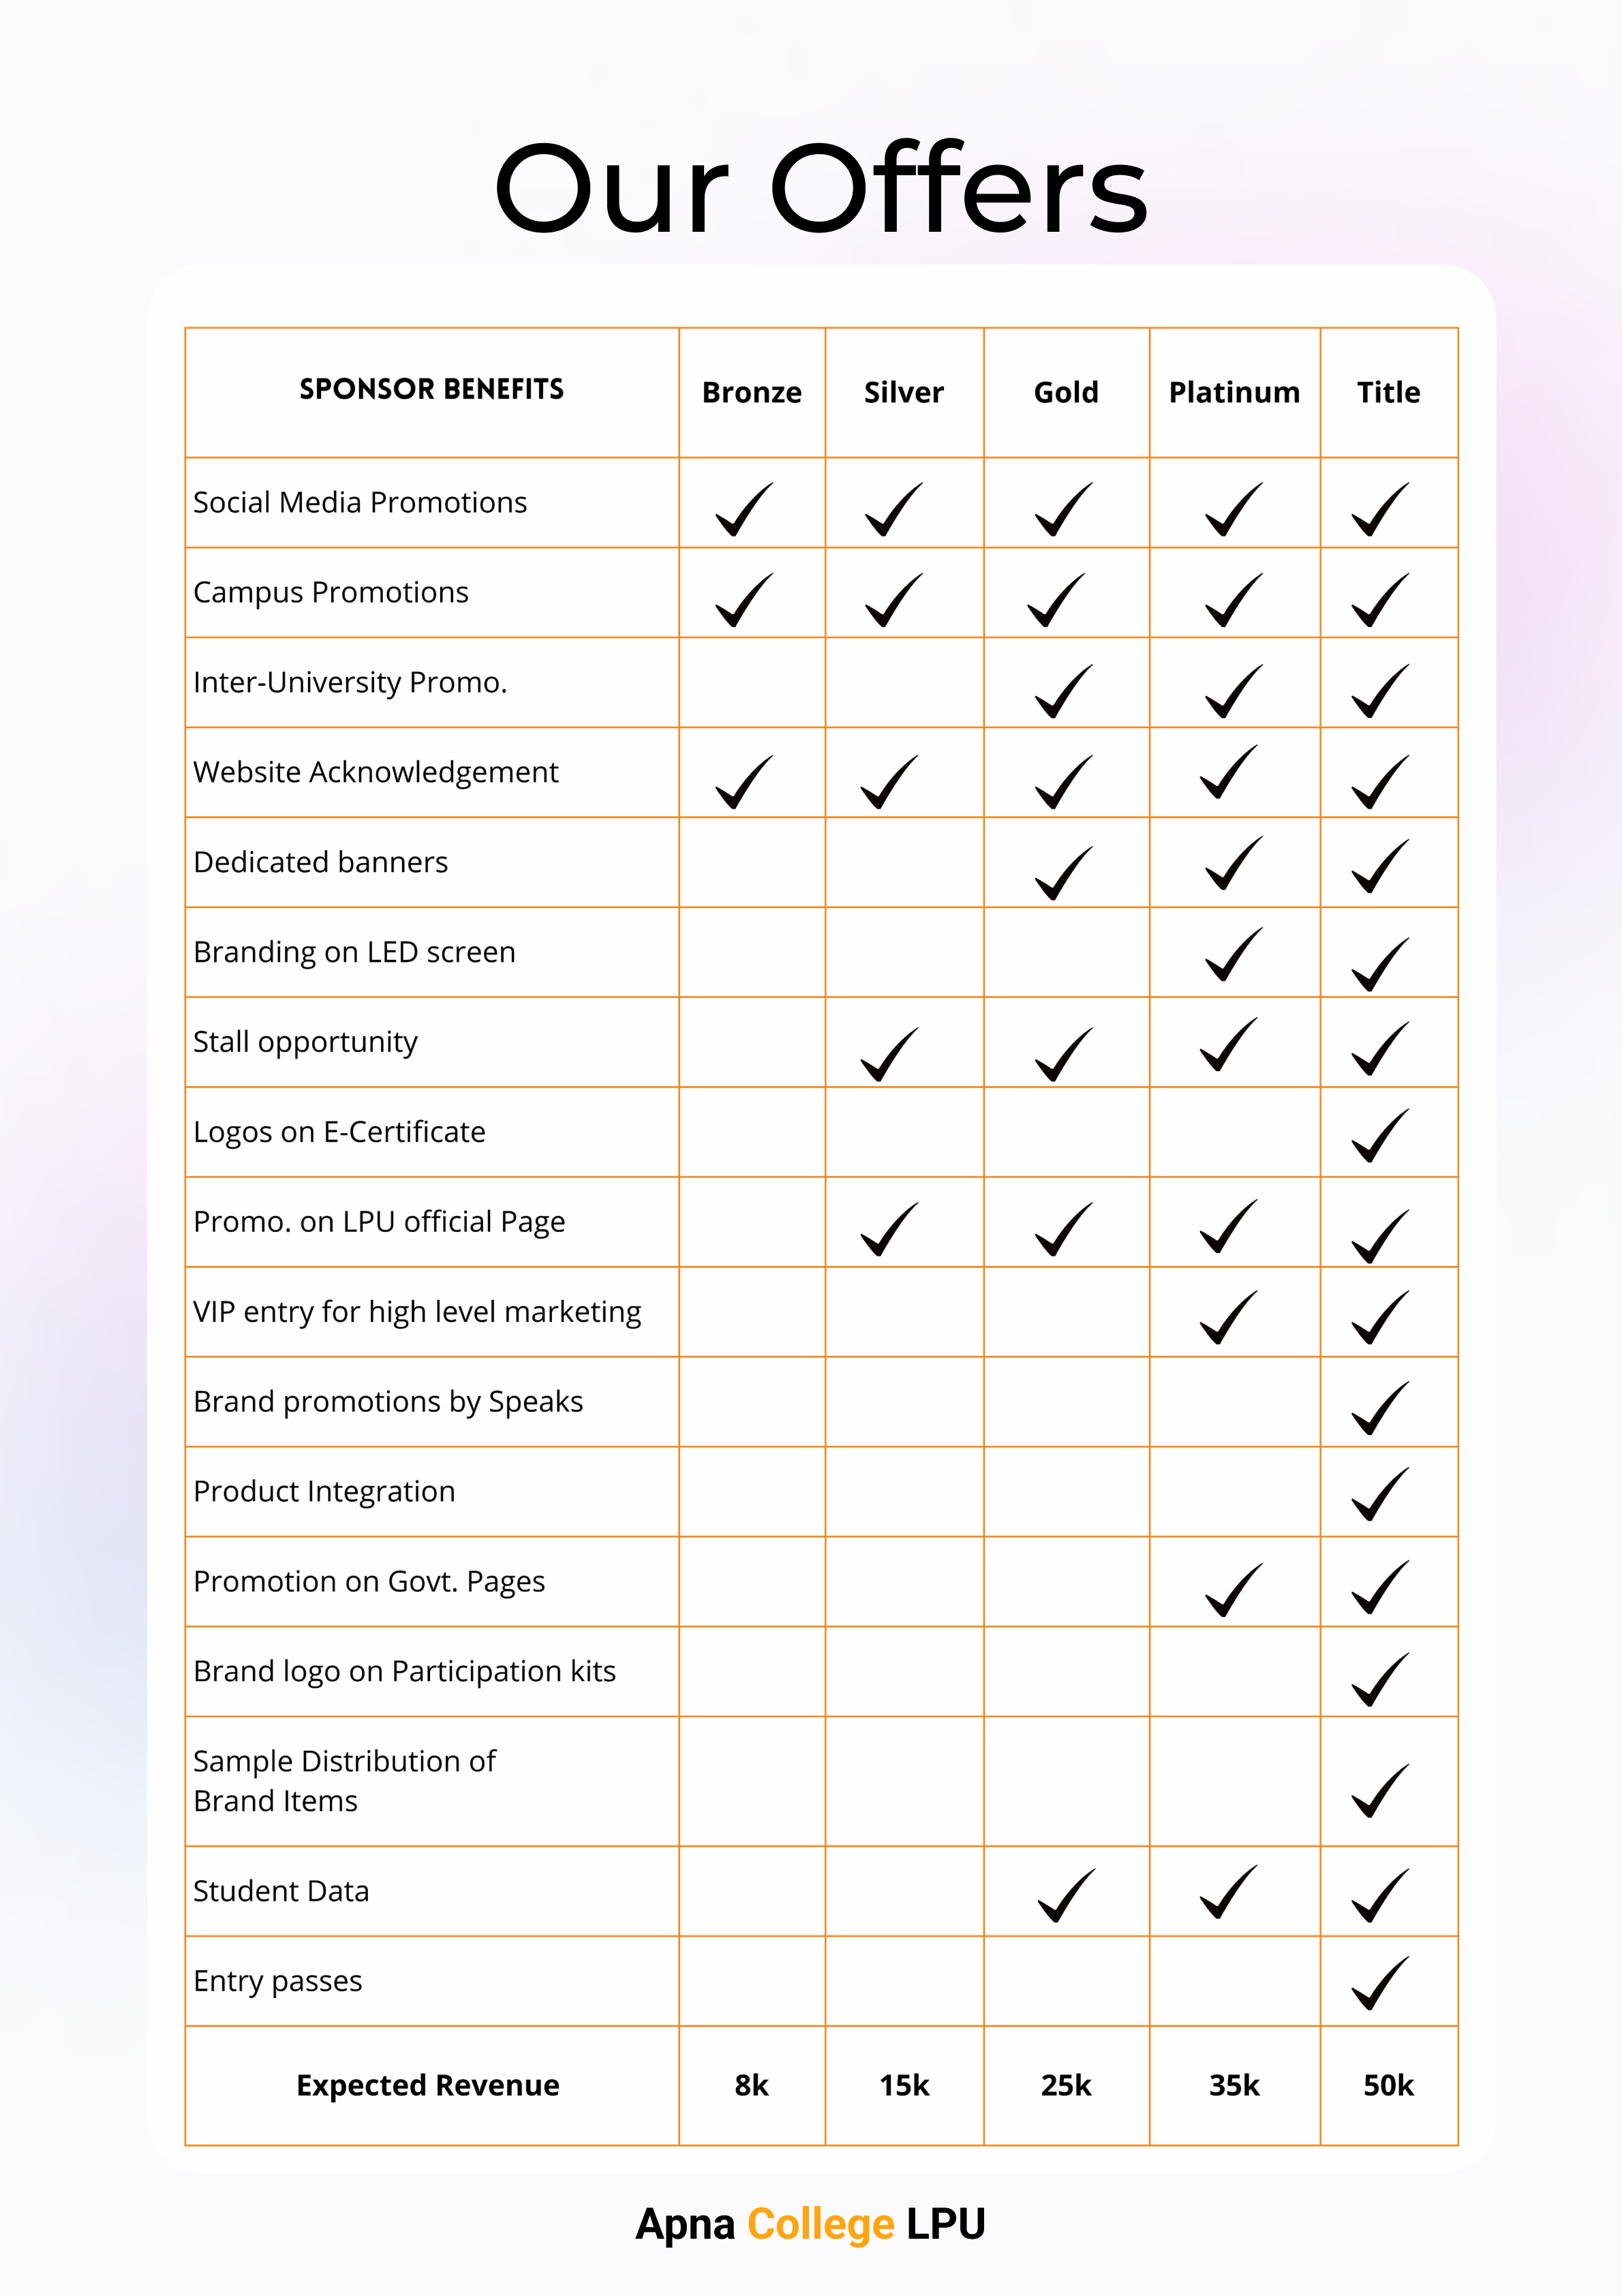 Our Offers
SPONSOR BENEFITS Bronze Silver Gold Platinum Title
Social Media Promotions
Campus Promotions
Inter-University Promo.
Website Acknowledgement
Dedicated banners
Branding on LED screen
Stall opportunity
Logos on E-Certificate
Promo. on LPU official Page
VIP entry for high level marketing
Brand promotions by Speaks
Product Integration
Promotion on Govt. Pages
Brand logo on Participation kits
Sample Distribution of
Brand Items
Student Data
Entry passes
Expected Revenue 8k 15k 25k 35k 50k
Apna College LPU